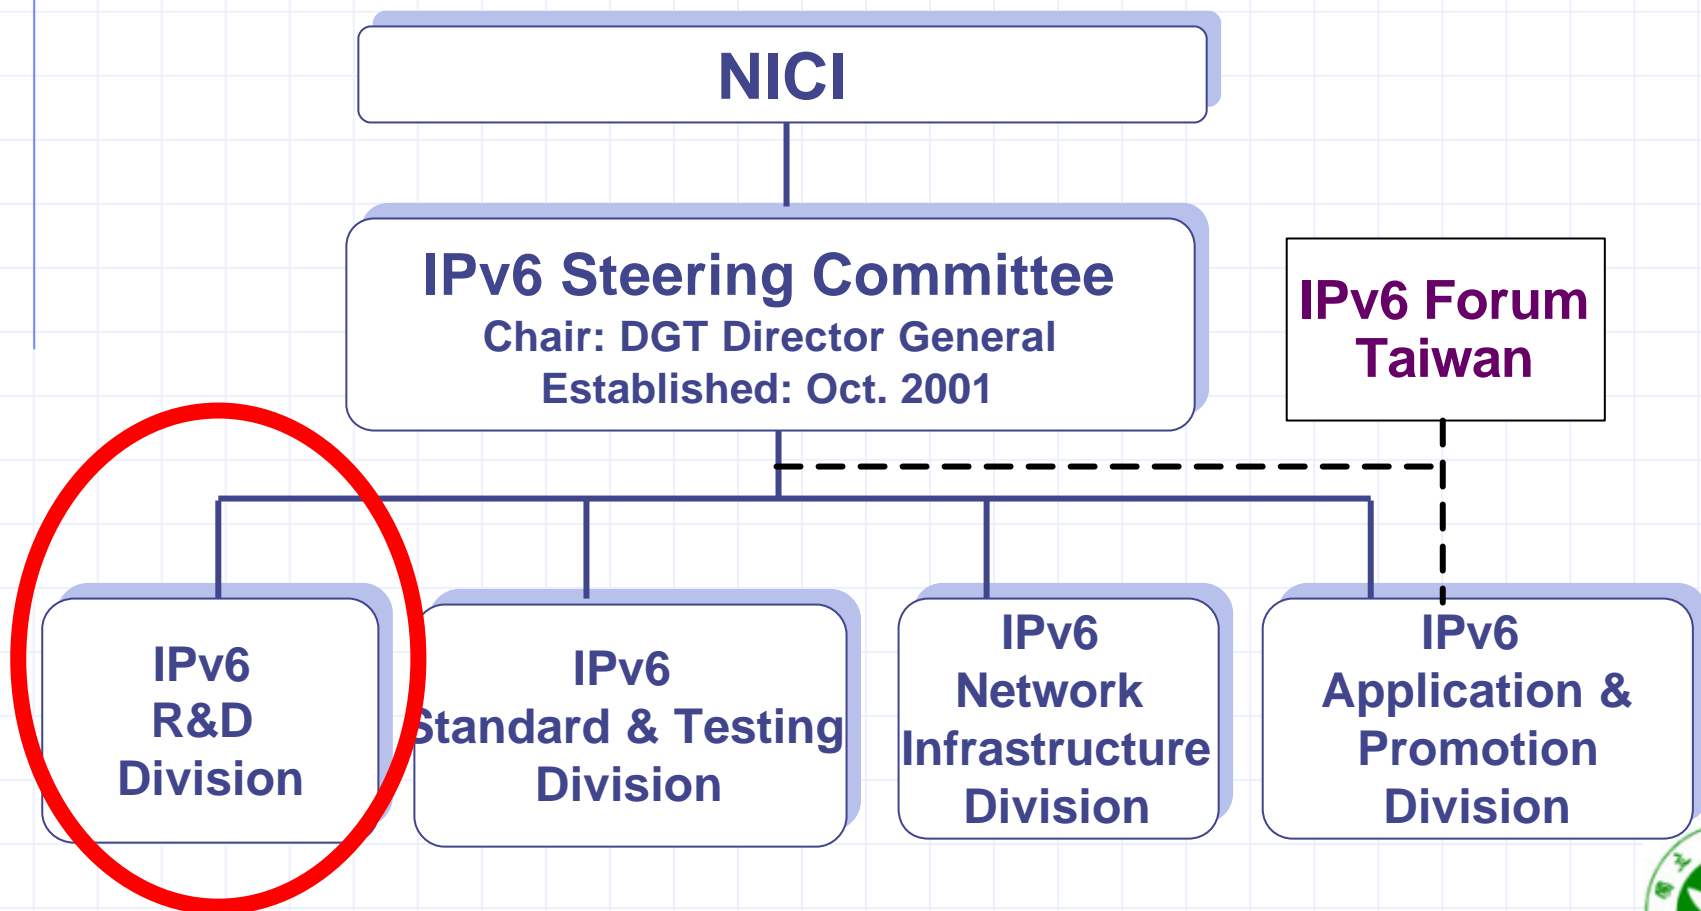 NICI
IPv6 Steering Committee
Chair: DGT Director General
Established: Oct. 2001
IPv6 Forum
Taiwan
IPv6
R&D
Division
IPv6
Standard & Testing
Division
IPv6
Network
Infrastructure
Division
IPv6
Application &
Promotion
Division